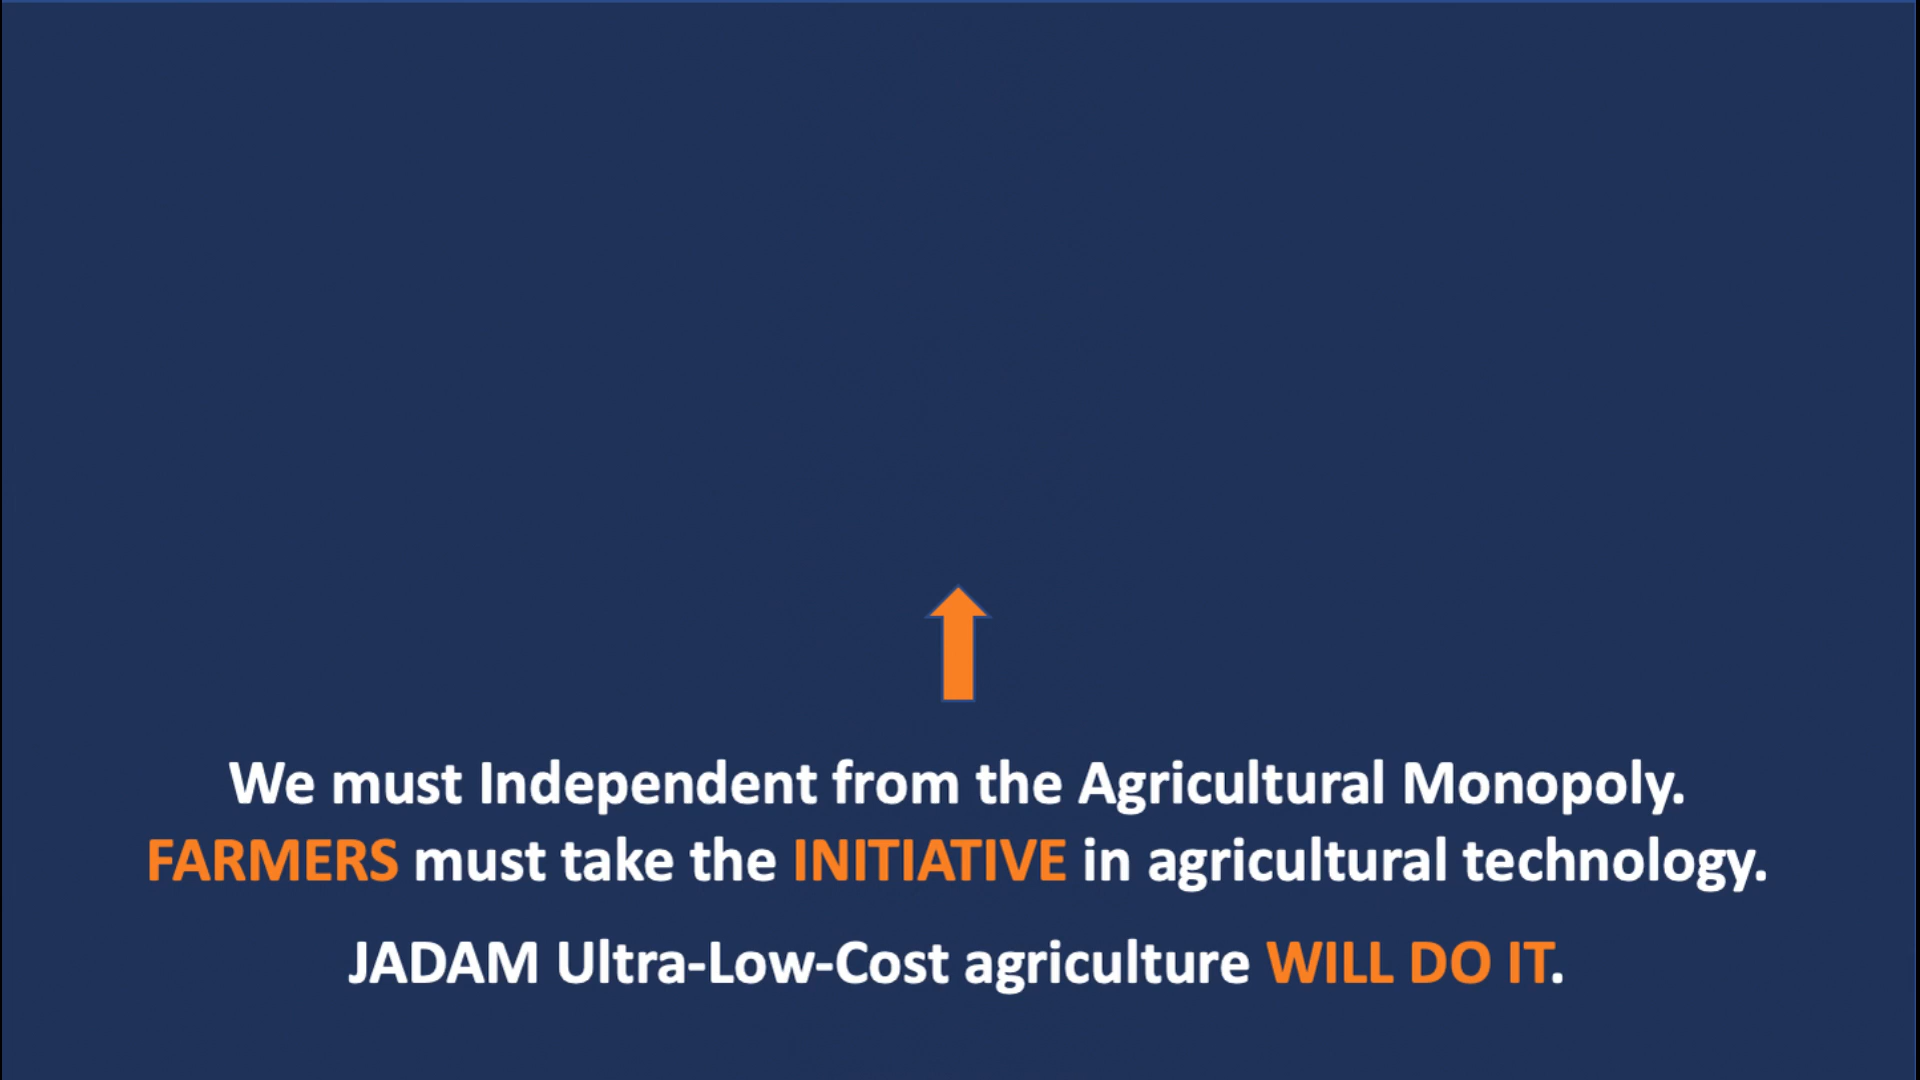 We must Independent from the Agricultural Monopoly.
FARMERS must take the INITIATIVE in agricultural technology.
JADAM Ultra-Low-Cost agriculture WILL DO IT.